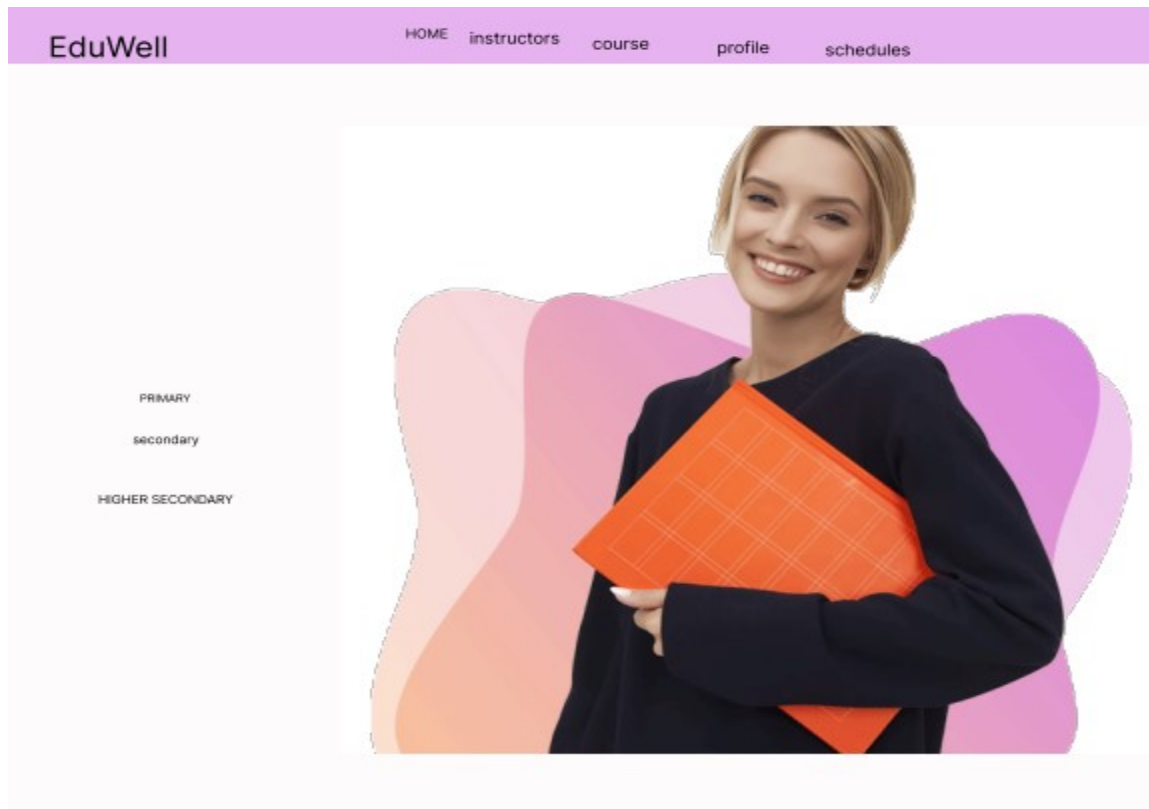 EduWell
HOME instructors course profile schedules
PRIMARY
secondary
HIGHER SECONDARY